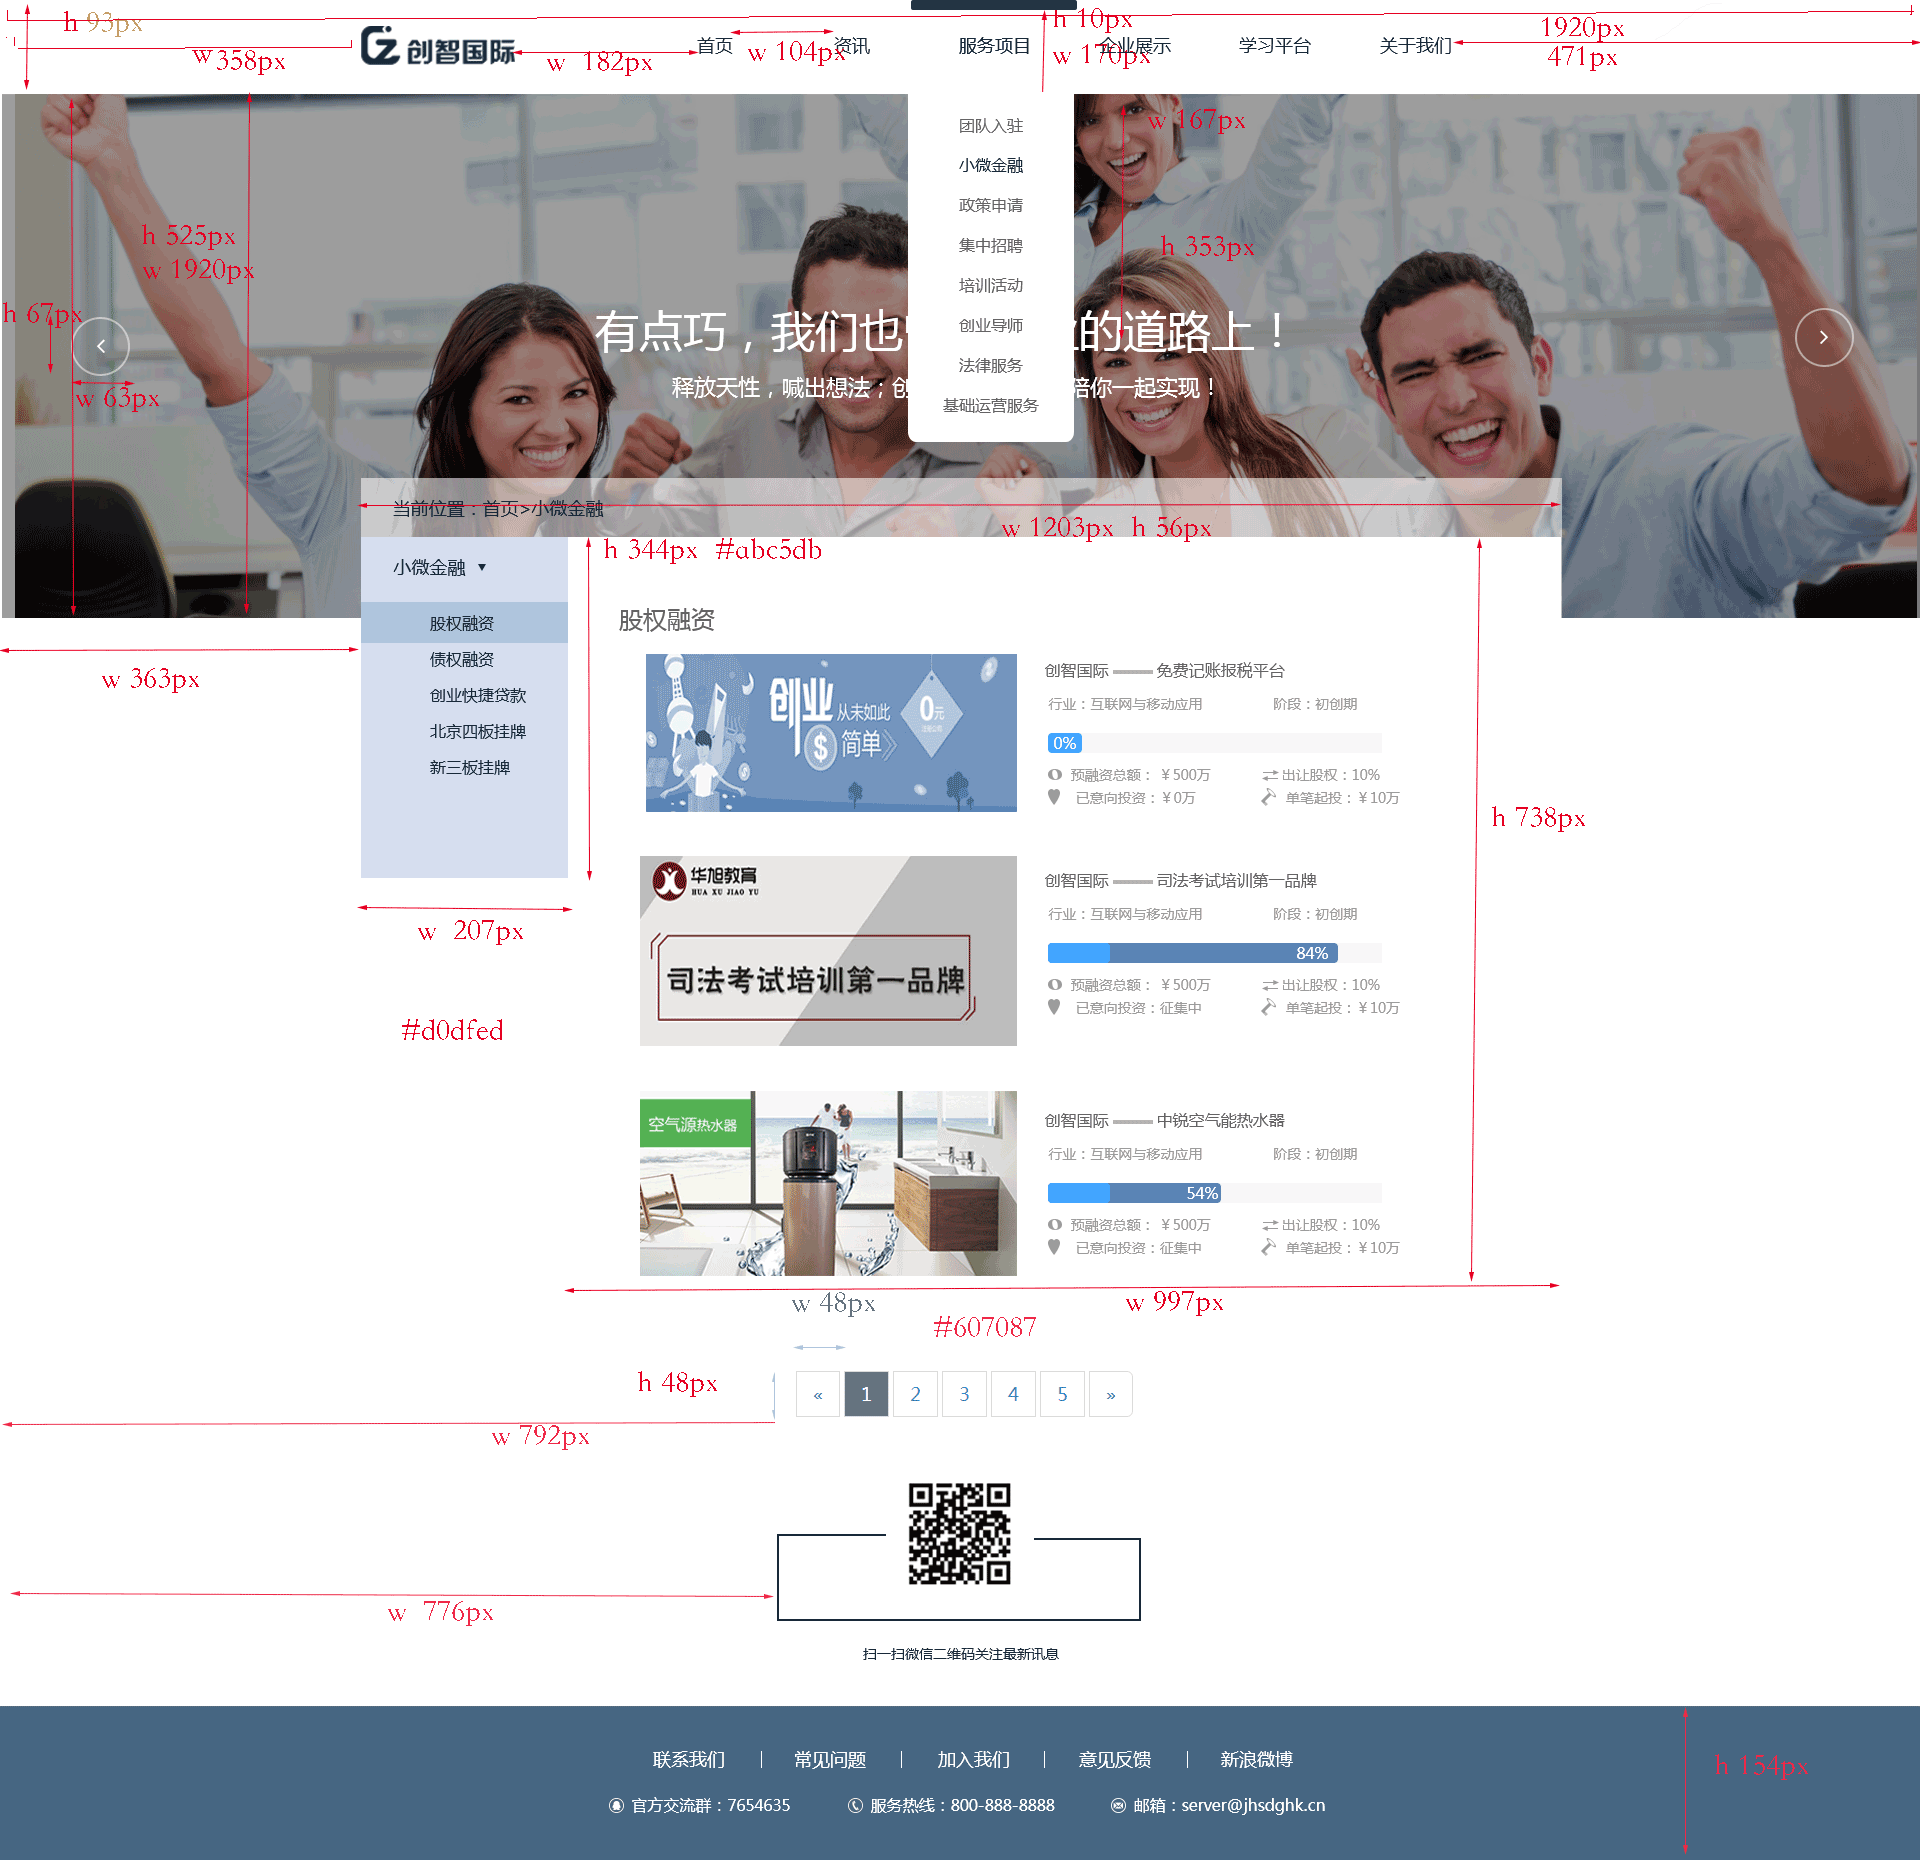 h 93px
w 358px
创智国际
w 182px
首页
w 104px
资讯
服务项目
h 10px
w 170px
企业展示
学习平台
关于我们
1920px
471px
团队入驻
小微金融
政策申请
集中招聘
培训活动
创业导师
法律服务
基础运营服务
w 167px
h 353px
h 525px
w 1920px
h 67px
w 63px
有点巧，我们也
业的道路上！
释放天性，喊出想法；创
陪你一起实现！
当前位置：首页>小微金融
w 1203px h 56px
h 344px #abc5db
小微金融
股权融资
债权融资
创业快捷贷款
北京四板挂牌
新三板挂牌
w 363px
w 207px
#d0dfed
股权融资
创业 从未如此 简单 0元
$
创智国际 —— 免费记账报税平台
行业：互联网与移动应用 阶段：初创期
0%
预融资总额： ￥500万 出让股权：10%
已意向投资：￥0万 单笔起投：￥10万
h 738px
华旭教育
HUA XU JIAO YU
司法考试培训第一品牌
创智国际 —— 司法考试培训第一品牌
行业：互联网与移动应用 阶段：初创期
84%
预融资总额： ￥500万 出让股权：10%
已意向投资：征集中 单笔起投：￥10万
空气源热水器
创智国际 —— 中锐空气能热水器
行业：互联网与移动应用 阶段：初创期
54%
预融资总额： ￥500万 出让股权：10%
已意向投资：征集中 单笔起投：￥10万
w 48px
w 997px
#607087
h 48px
« 1 2 3 4 5 »
w 792px
w 776px
扫一扫微信二维码关注最新讯息
联系我们 | 常见问题 | 加入我们 | 意见反馈 | 新浪微博
官方交流群：7654635 服务热线：800-888-8888 邮箱：server@jhsdghk.cn
h 154px